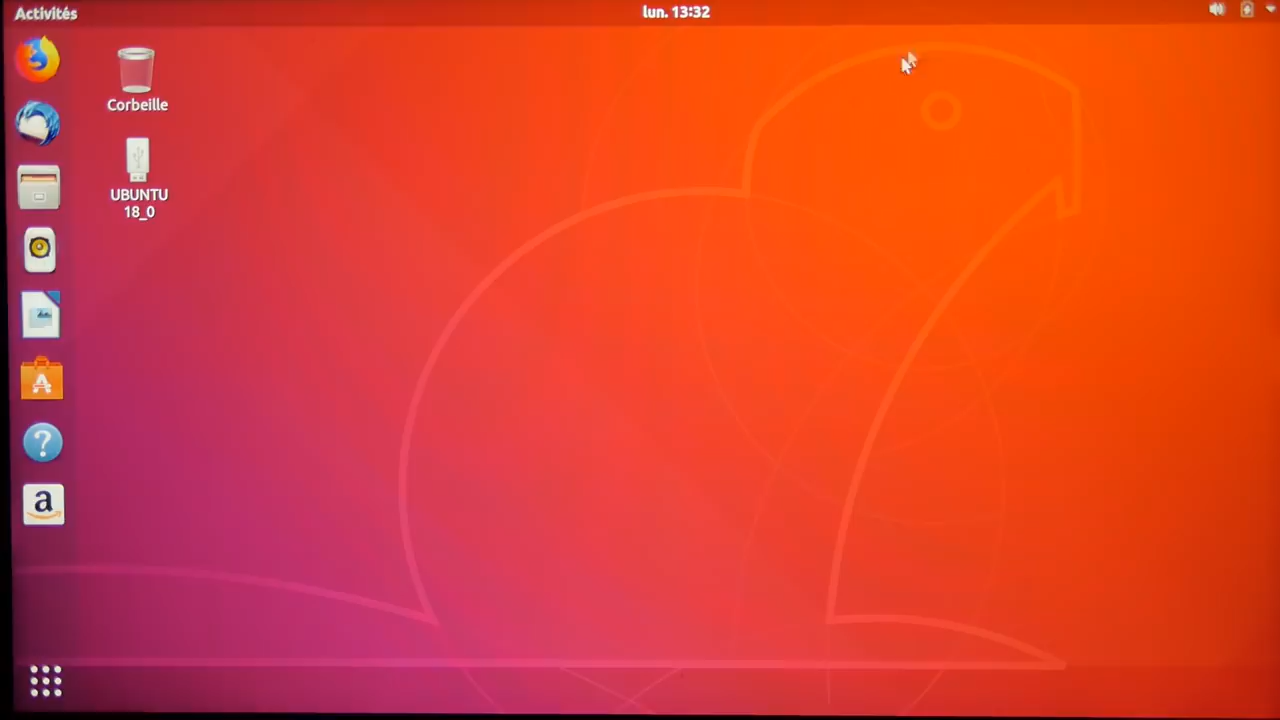 Activités
lun. 13:32
Corbeille
UBUNTU
18_0
A
?
a